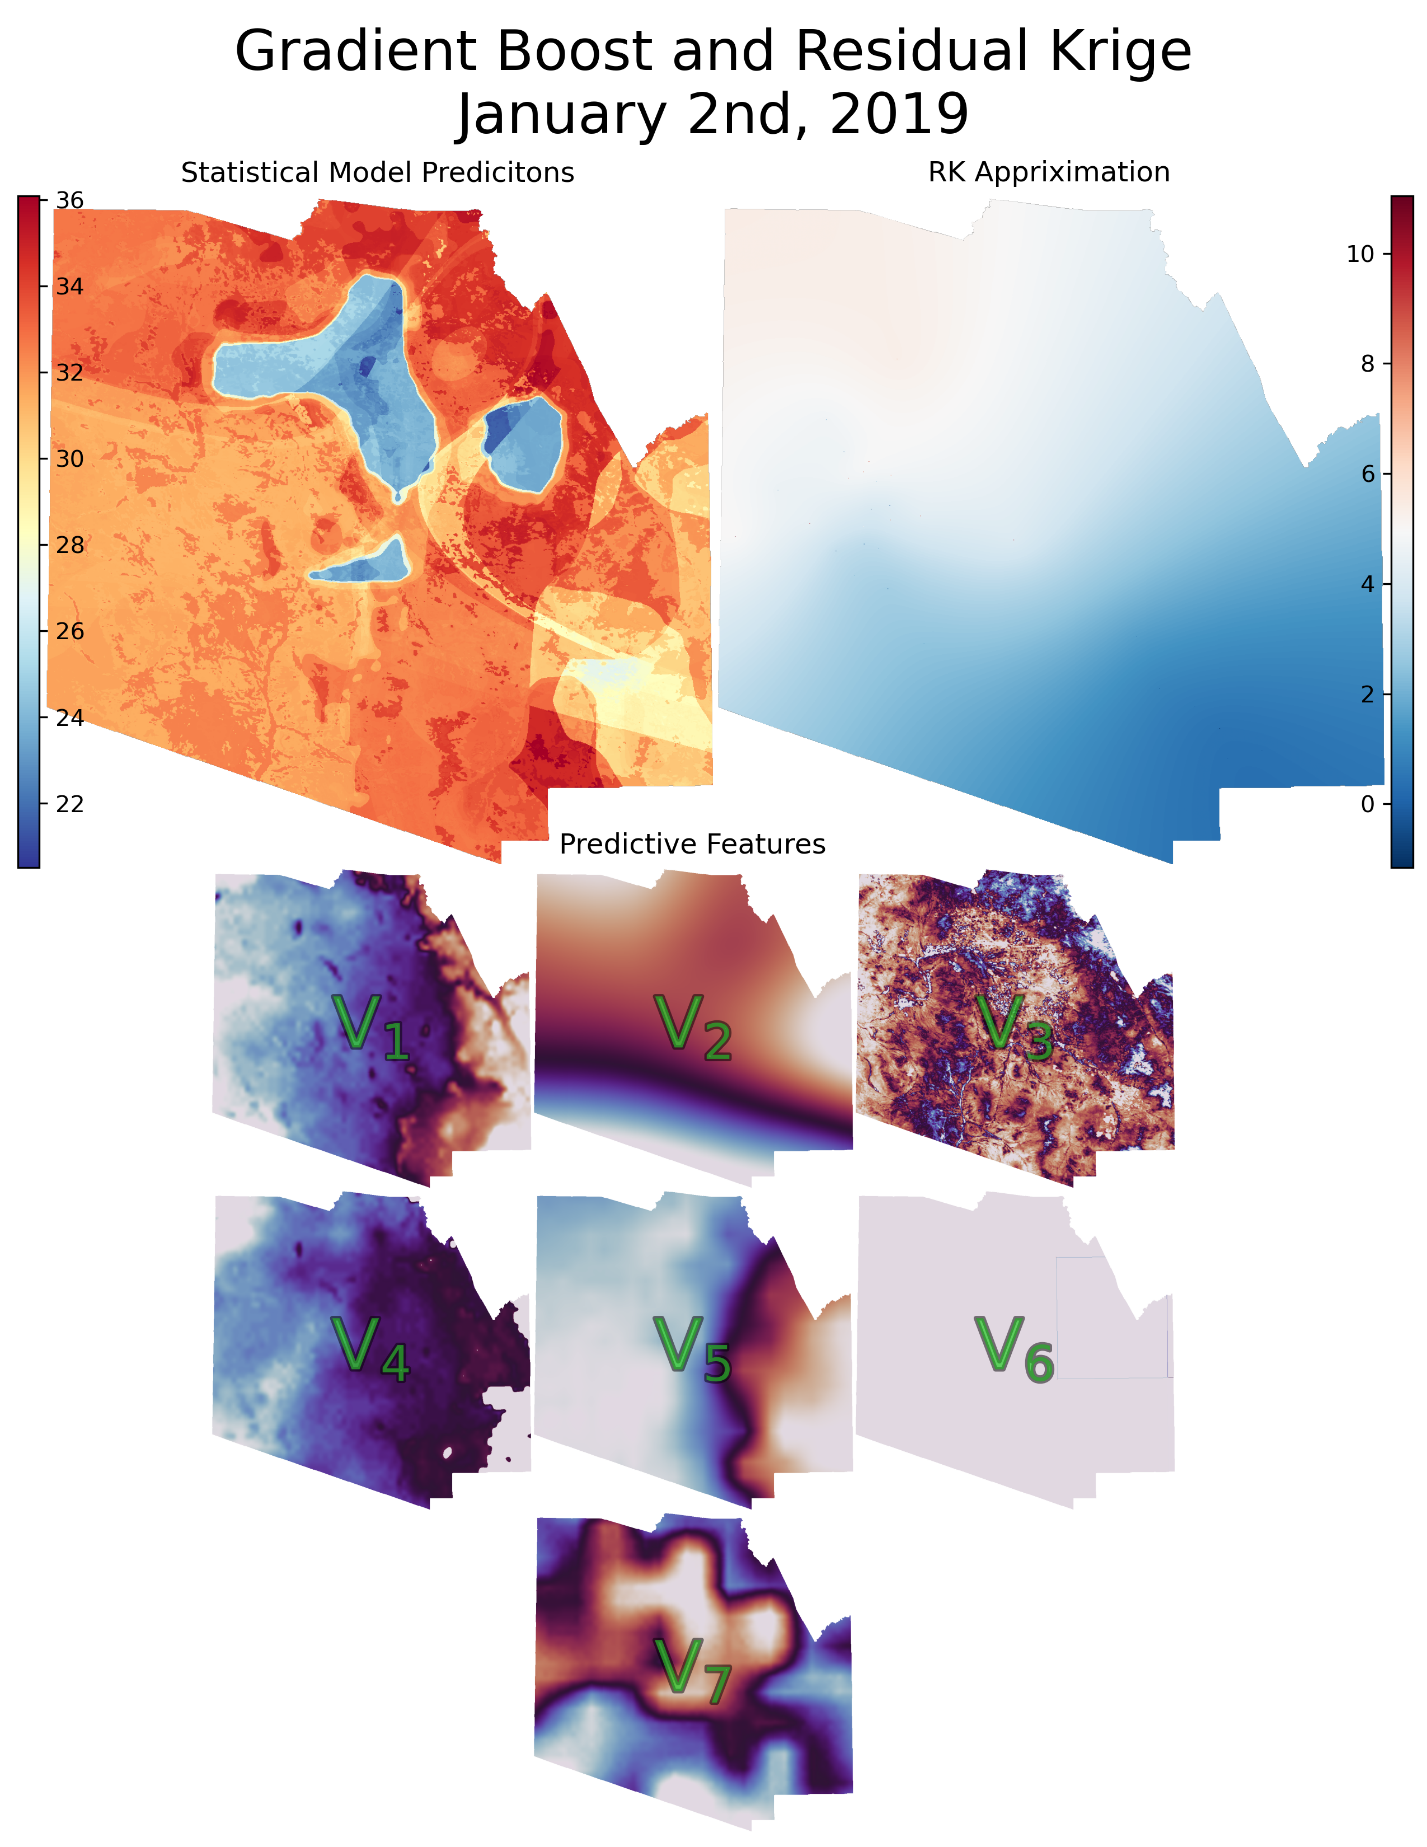 Gradient Boost and Residual Krige
January 2nd, 2019
Statistical Model Predicitons
RK Appriximation
36
34
32
30
28
26
24
22
10
8
6
4
2
0
Predictive Features
V1
V2
V3
V4
V5
V6
V7